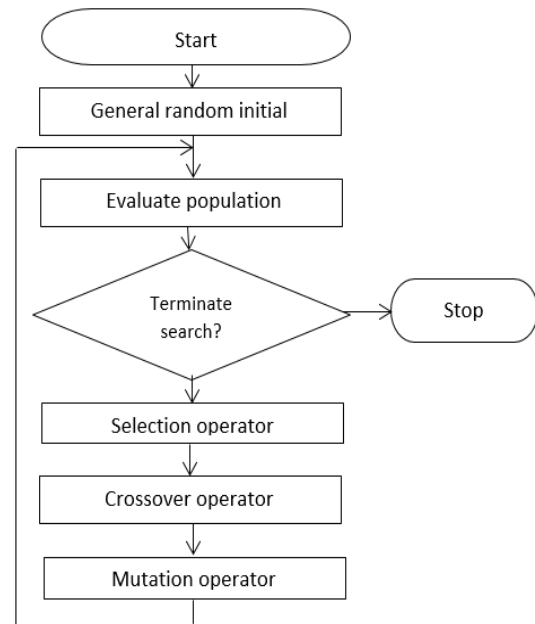 Start
General random initial
Evaluate population
Terminate
search?
Stop
Selection operator
Crossover operator
Mutation operator